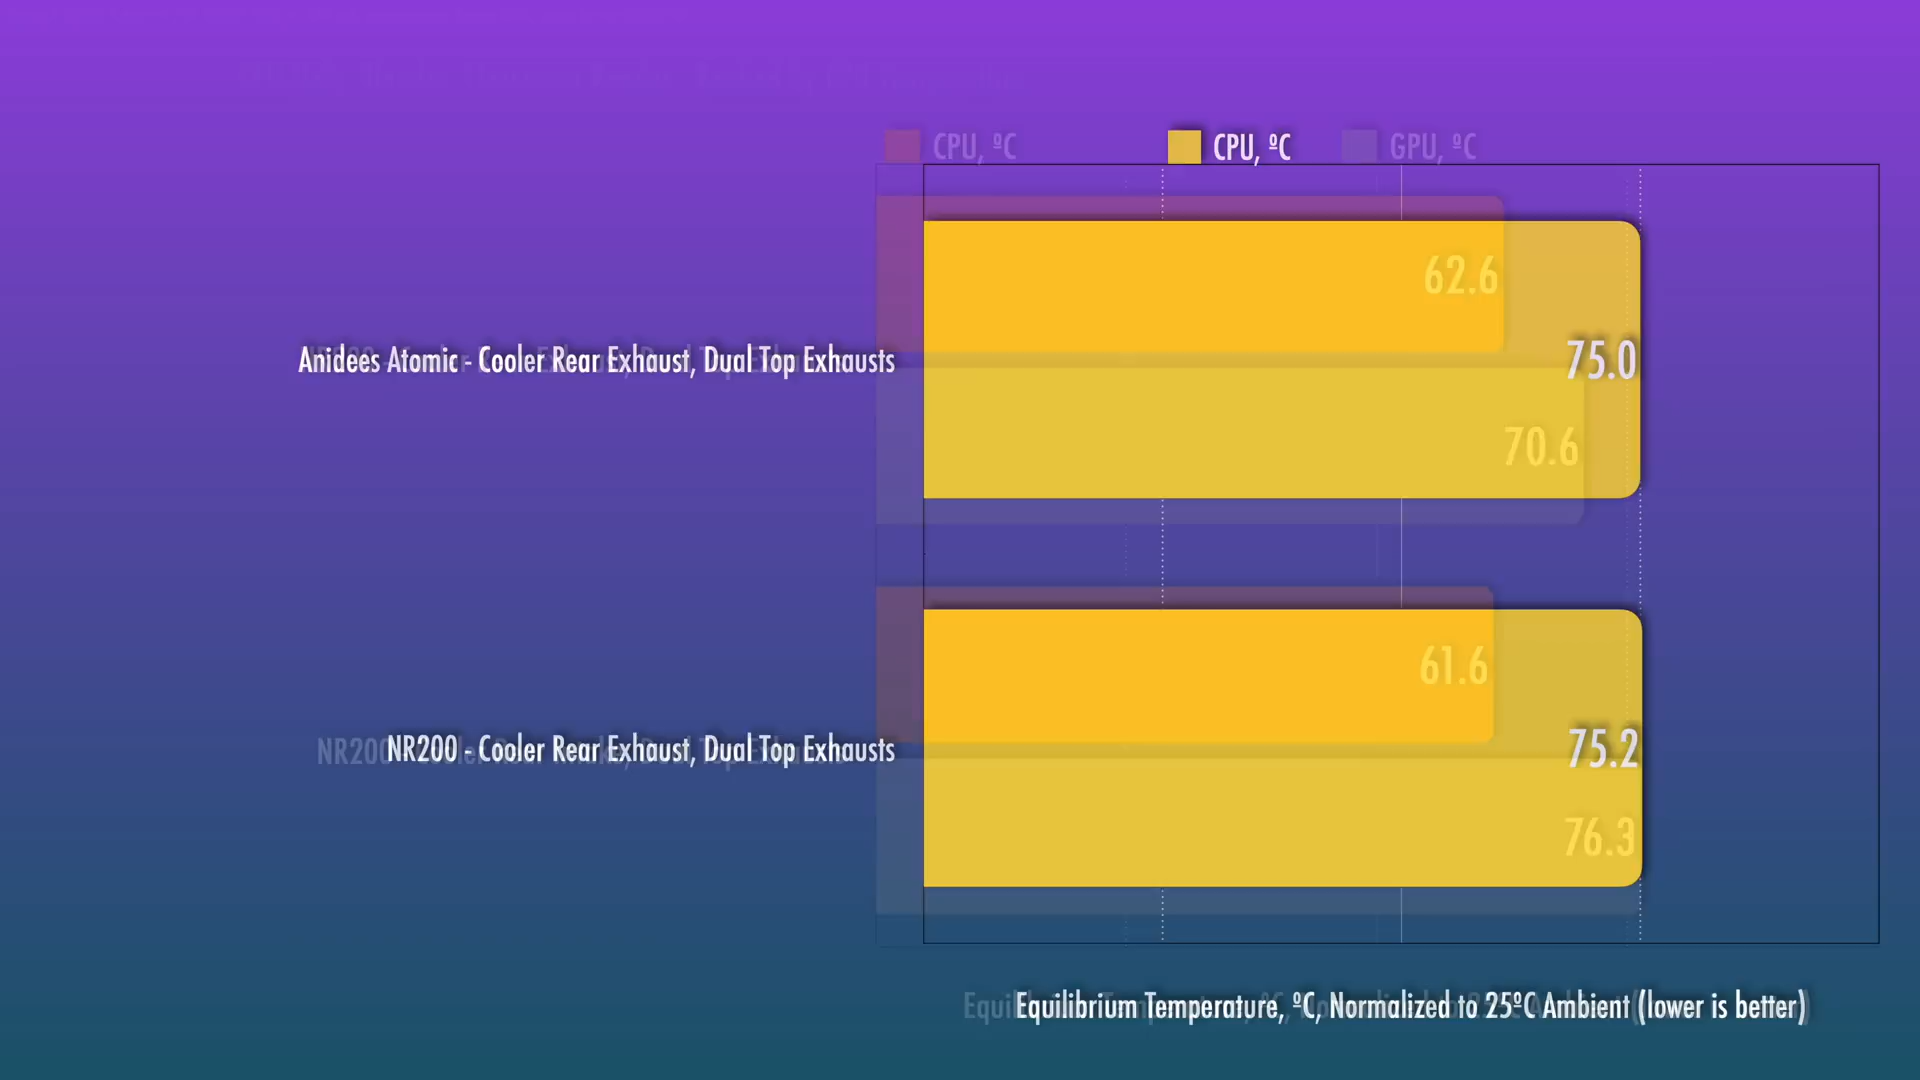 CPU, ºC CPU, ºC GPU, ºC
62.6
Anidees Atomic - Cooler Rear Exhaust, Dual Top Exhausts 75.0
70.6
61.6
NR200 - Cooler Rear Exhaust, Dual Top Exhausts 75.2
76.3
Equilibrium Temperature, ºC, Normalized to 25ºC Ambient (lower is better)